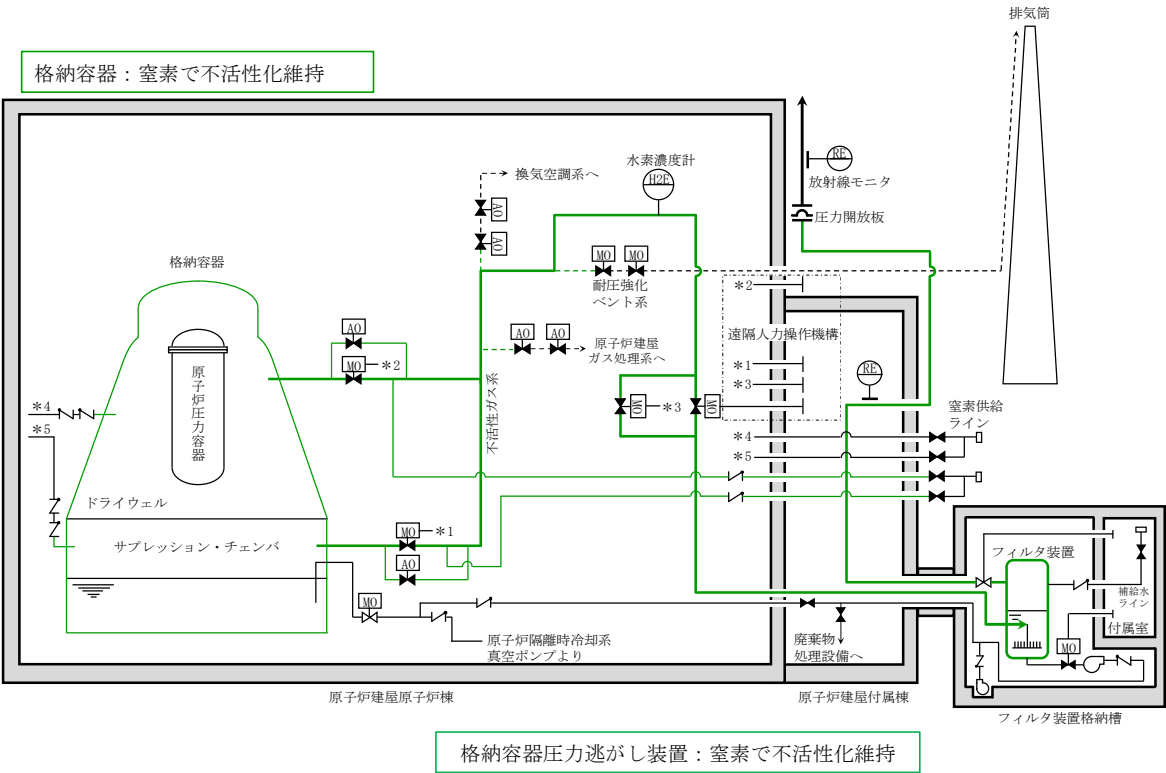 排気筒
格納容器：窒素で不活性化維持
水素濃度計
H2E
RE
放射線モニタ
換気空調系へ
AO
AO
圧力開放板
格納容器
MO
MO
耐圧強化
ベント系
＊2
遠隔人力操作機構
AO
MO
＊2
AO
AO
原子炉建屋
ガス処理系へ
原子炉圧力容器
不活性ガス系
＊1
＊3
RE
MO
＊3
MO
窒素供給
ライン
＊4
＊5
＊4
＊5
ドライウェル
サプレッション・チェンバ
MO
＊1
AO
フィルタ装置
補給水
ライン
付属室
MO
MO
原子炉隔離時冷却系
真空ポンプより
廃棄物
処理設備へ
原子炉建屋原子炉棟
原子炉建屋付属棟
フィルタ装置格納槽
格納容器圧力逃がし装置：窒素で不活性化維持